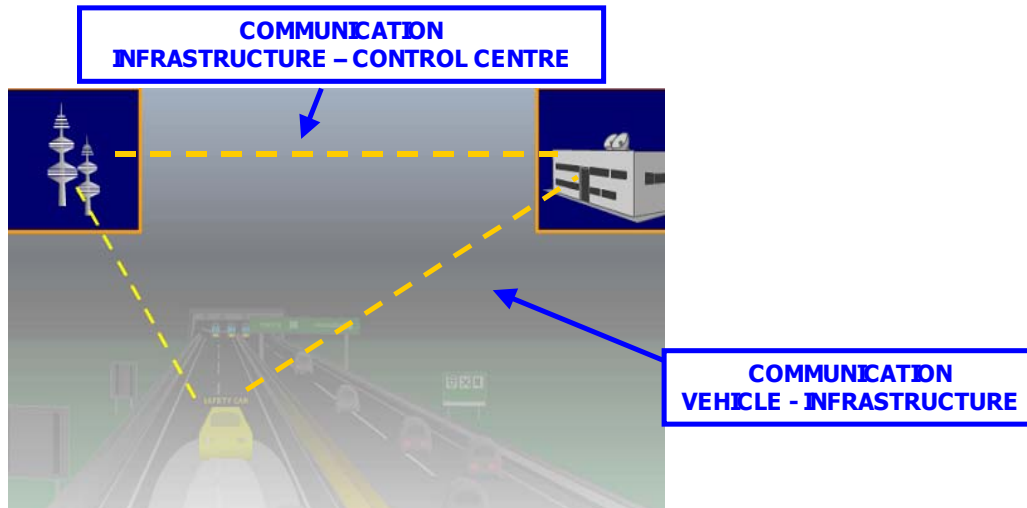 COMMUNICATION
INFRASTRUCTURE – CONTROL CENTRE
SAFETY CAR
COMMUNICATION
VEHICLE - INFRASTRUCTURE